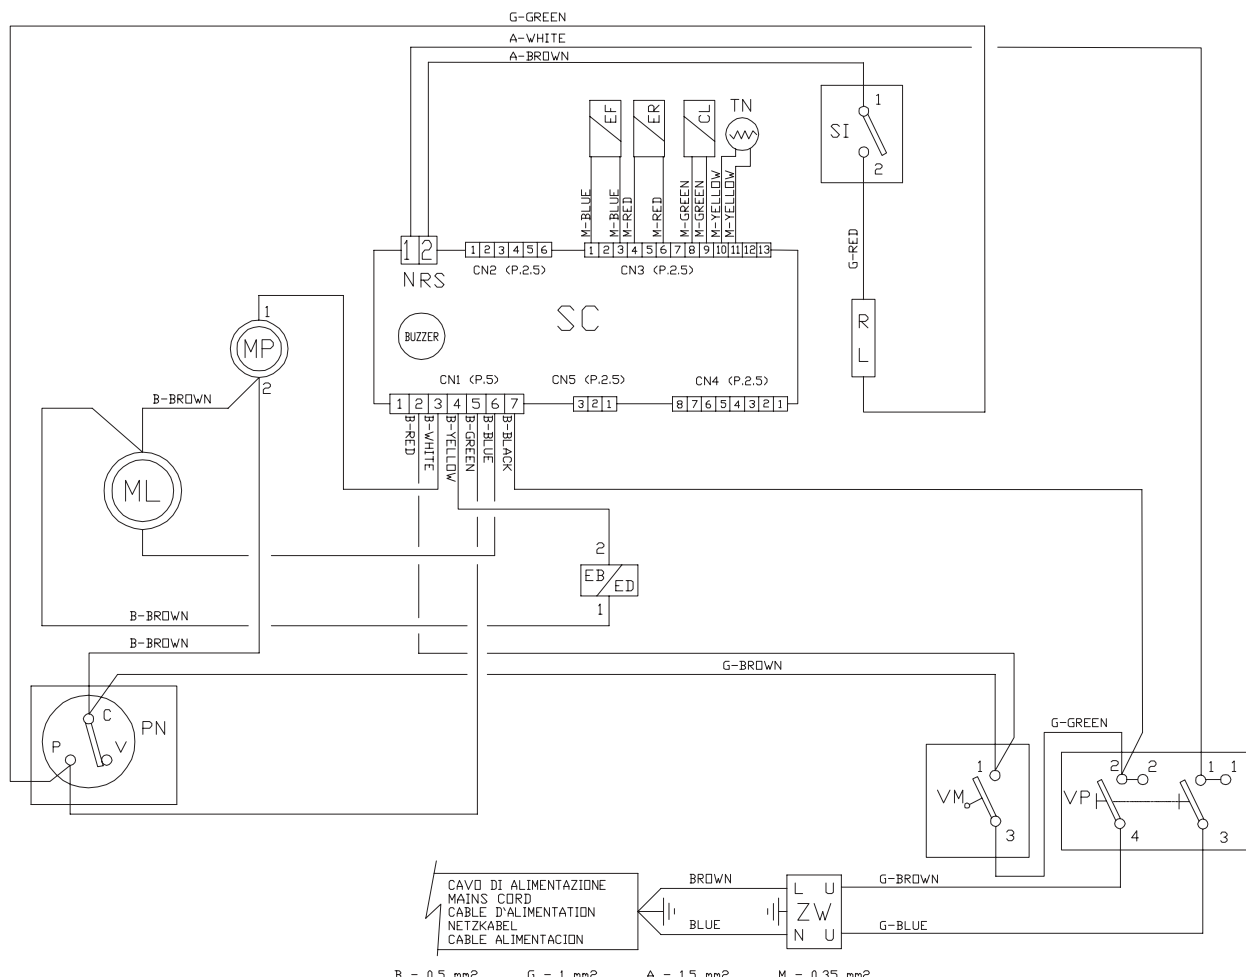 G-GREEN
A-WHITE
A-BROWN
1
SI
2
EF
ER
CL
TN
M-BLUE
M-BLUE
M-RED
M-RED
M-GREEN
M-GREEN
M-YELLOW
M-YELLOW
G-RED
1 2
NRS
1 2 3 4 5 6
CN2 (P.2.5)
1 2 3 4 5 6 7 8 9 10 11 12 13
CN3 (P.2.5)
SC
BUZZER
R
L
1
MP
2
CN1 (P.5)
CN5 (P.2.5)
CN4 (P.2.5)
1 2 3 4 5 6 7
3 2 1
8 7 6 5 4 3 2 1
B-BROWN
B-RED
B-WHITE
B-YELLOW
B-GREEN
B-BLUE
B-BLACK
ML
2
EB
ED
1
B-BROWN
B-BROWN
G-BROWN
C
PN
P
V
G-GREEN
1
VM
3
2 2
1 1
VP
4
3
CAVO DI ALIMENTAZIONE
MAINS CORD
CABLE D'ALIMENTATION
NETZKABEL
CABLE ALIMENTACION
BROWN
BLUE
L U
ZW
N U
G-BROWN
G-BLUE
B - 0.5 mm2 G - 1 mm2 A - 1.5 mm2 M - 0.35 mm2